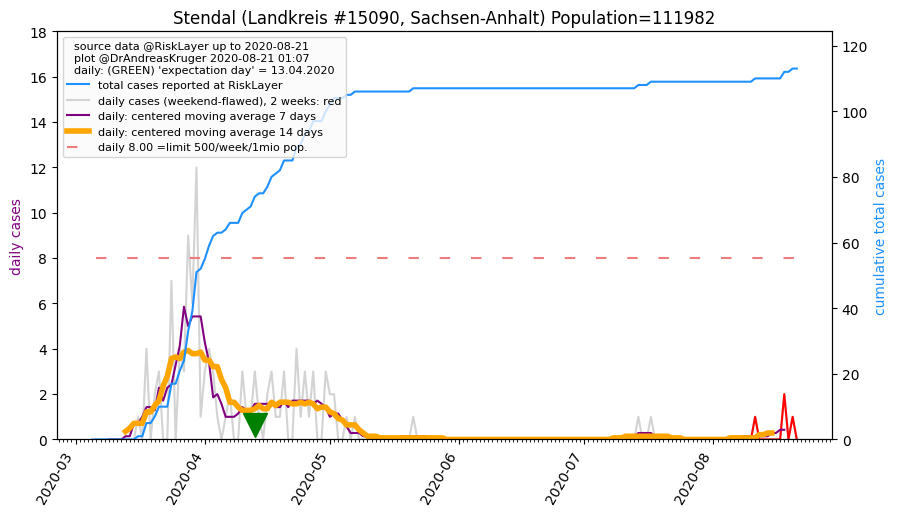 Stendal (Landkreis #15090, Sachsen-Anhalt) Population=111982
source data @RiskLayer up to 2020-08-21
plot @DrAndreasKruger 2020-08-21 01:07
daily: (GREEN) 'expectation day' = 13.04.2020
total cases reported at RiskLayer
daily cases (weekend-flawed), 2 weeks: red
daily: centered moving average 7 days
daily: centered moving average 14 days
daily 8.00 =limit 500/week/1mio pop.
daily cases
18
16
14
12
10
8
6
4
2
0
120
100
80
60
40
20
0
cumulative total cases
2020-03
2020-04
2020-05
2020-06
2020-07
2020-08